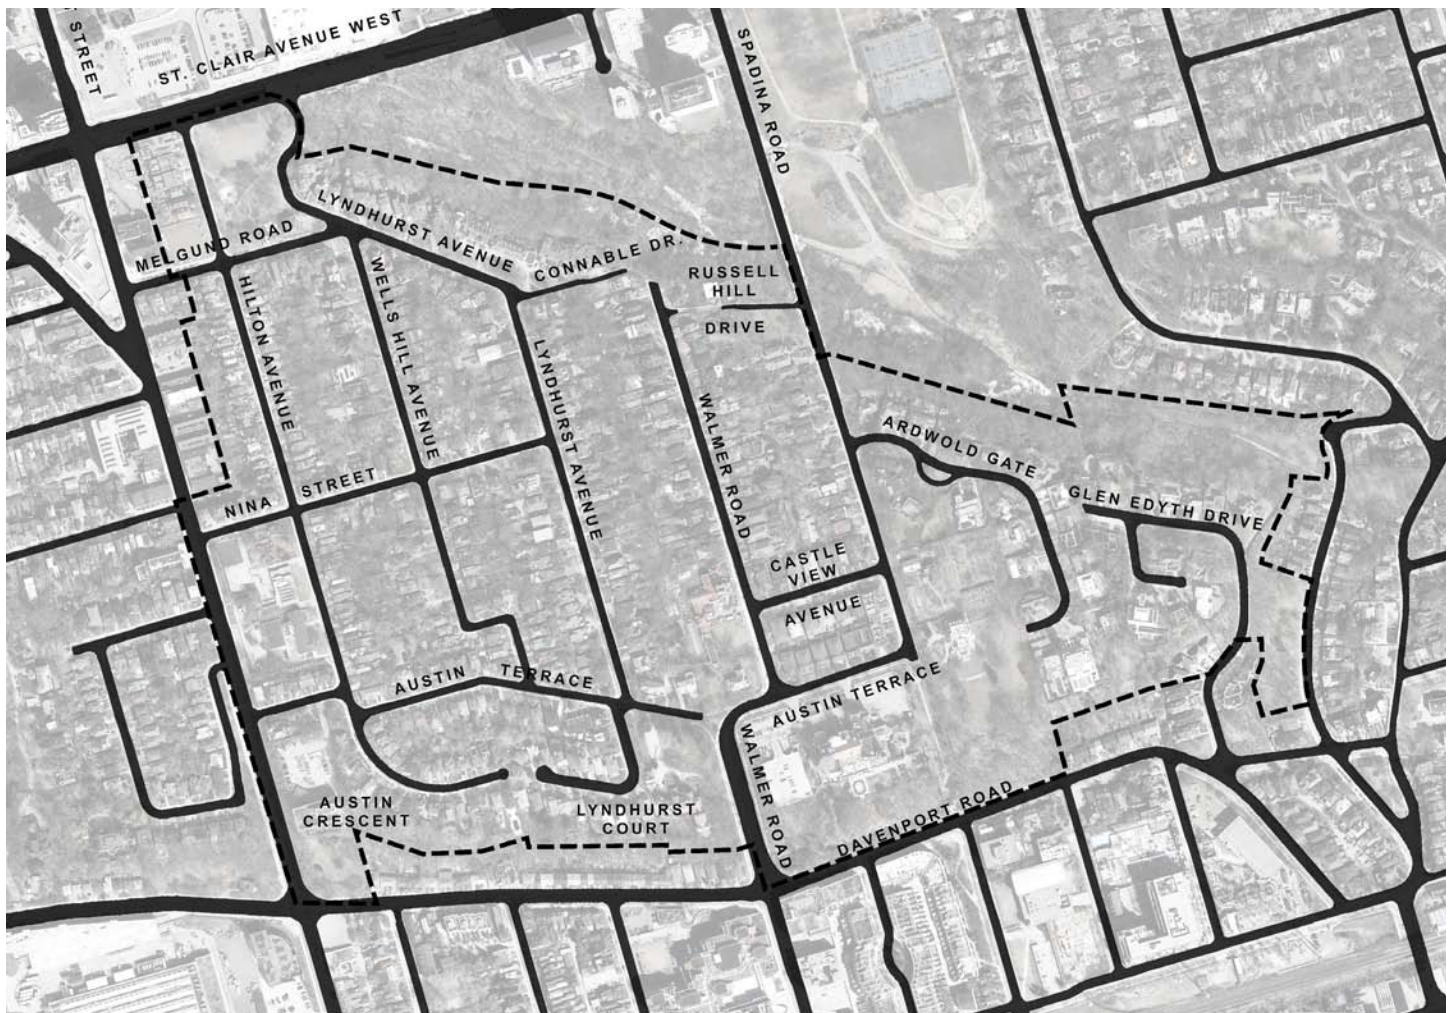 STREET
ST. CLAIR AVENUE WEST
SPADINA ROAD
LYNDHURST AVENUE
MELGUND ROAD
CONNABLE DR.
RUSSELL
HILL
DRIVE
HILTON AVENUE
WELLS HILL AVENUE
LYNDHURST AVENUE
WALMER ROAD
ARDWOLD GATE
GLEN EDYTH DRIVE
NINA STREET
CASTLE
VIEW
AVENUE
AUSTIN TERRACE
AUSTIN TERRACE
WALMER ROAD
AUSTIN
CRESCENT
LYNDHURST
COURT
DAVENPORT ROAD